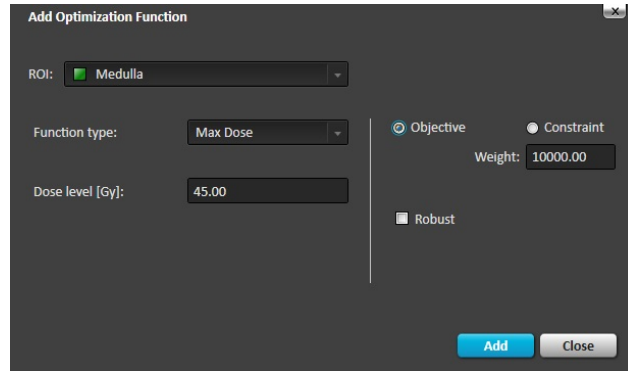 Add Optimization Function
x
ROI: Medulla
Function type: Max Dose
Objective Constraint
Weight: 10000.00
Dose level [Gy]: 45.00
Robust
Add Close